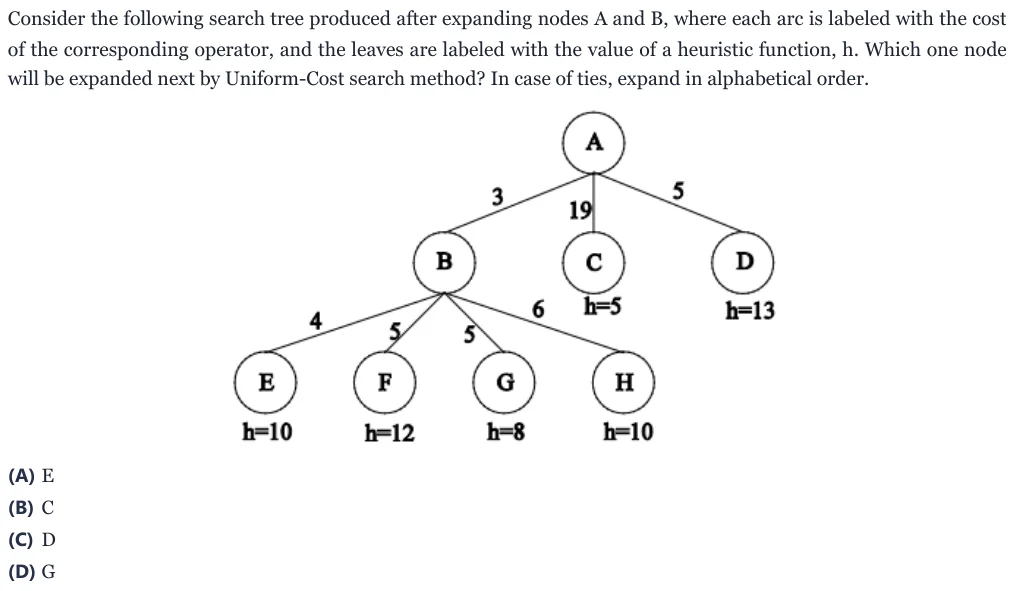 Consider the following search tree produced after expanding nodes A and B, where each arc is labeled with the cost
of the corresponding operator, and the leaves are labeled with the value of a heuristic function, h. Which one node
will be expanded next by Uniform-Cost search method? In case of ties, expand in alphabetical order.
A
3
19
5
B
C
D
h=5
h=13
4
5
5
6
E
F
G
H
h=10
h=12
h=8
h=10
(A) E
(B) C
(C) D
(D) G